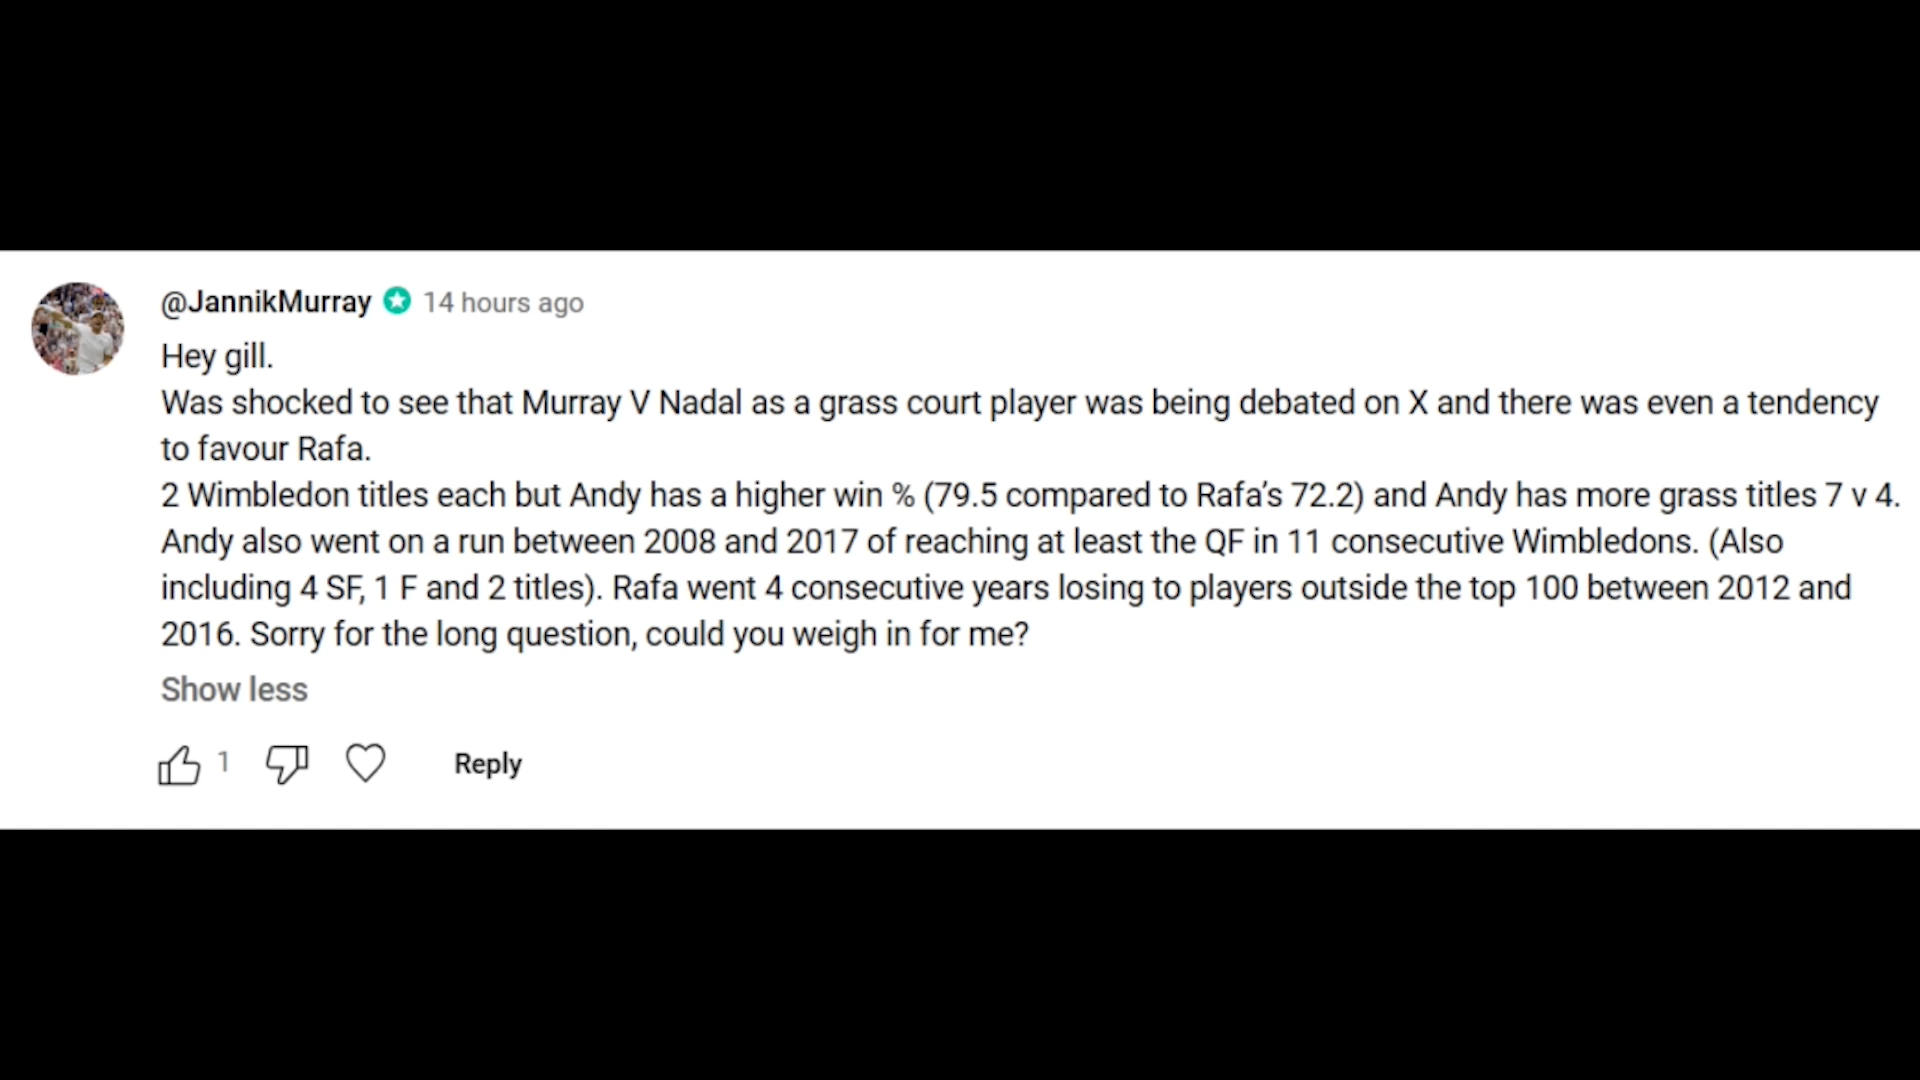 @JannikMurray 14 hours ago
Hey gill.
Was shocked to see that Murray V Nadal as a grass court player was being debated on X and there was even a tendency
to favour Rafa.
2 Wimbledon titles each but Andy has a higher win % (79.5 compared to Rafa's 72.2) and Andy has more grass titles 7 v 4.
Andy also went on a run between 2008 and 2017 of reaching at least the QF in 11 consecutive Wimbledons. (Also
including 4 SF, 1 F and 2 titles). Rafa went 4 consecutive years losing to players outside the top 100 between 2012 and
2016. Sorry for the long question, could you weigh in for me?
Show less
1 Reply